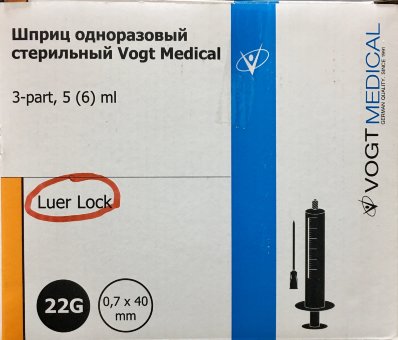 Шприц одноразовый
стерильный Vogt Medical
3-part, 5 (6) ml
Luer Lock
22G
0,7 x 40
mm
VOGT MEDICAL
GERMAN QUALITY. SINCE 1991